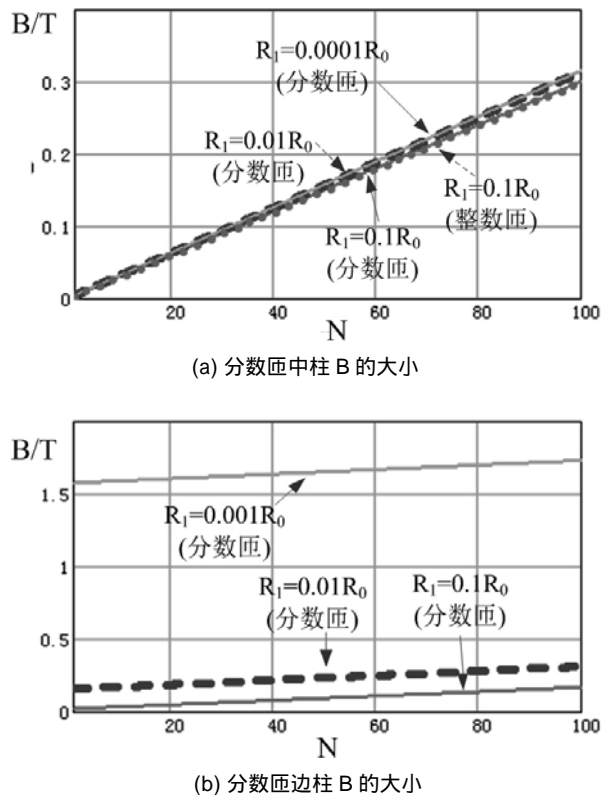 B/T
R₁=0.0001R₀
(分数匝)
0.3
R₁=0.01R₀
(分数匝)
0.2
R₁=0.1R₀
(整数匝)
0.1
R₁=0.1R₀
(分数匝)
0
20
40
60
80
100
N
(a) 分数匝中柱 B 的大小
B/T
1.5
R₁=0.001R₀
(分数匝)
1
R₁=0.01R₀
(分数匝)
R₁=0.1R₀
(分数匝)
0.5
0
20
40
60
80
100
N
(b) 分数匝边柱 B 的大小